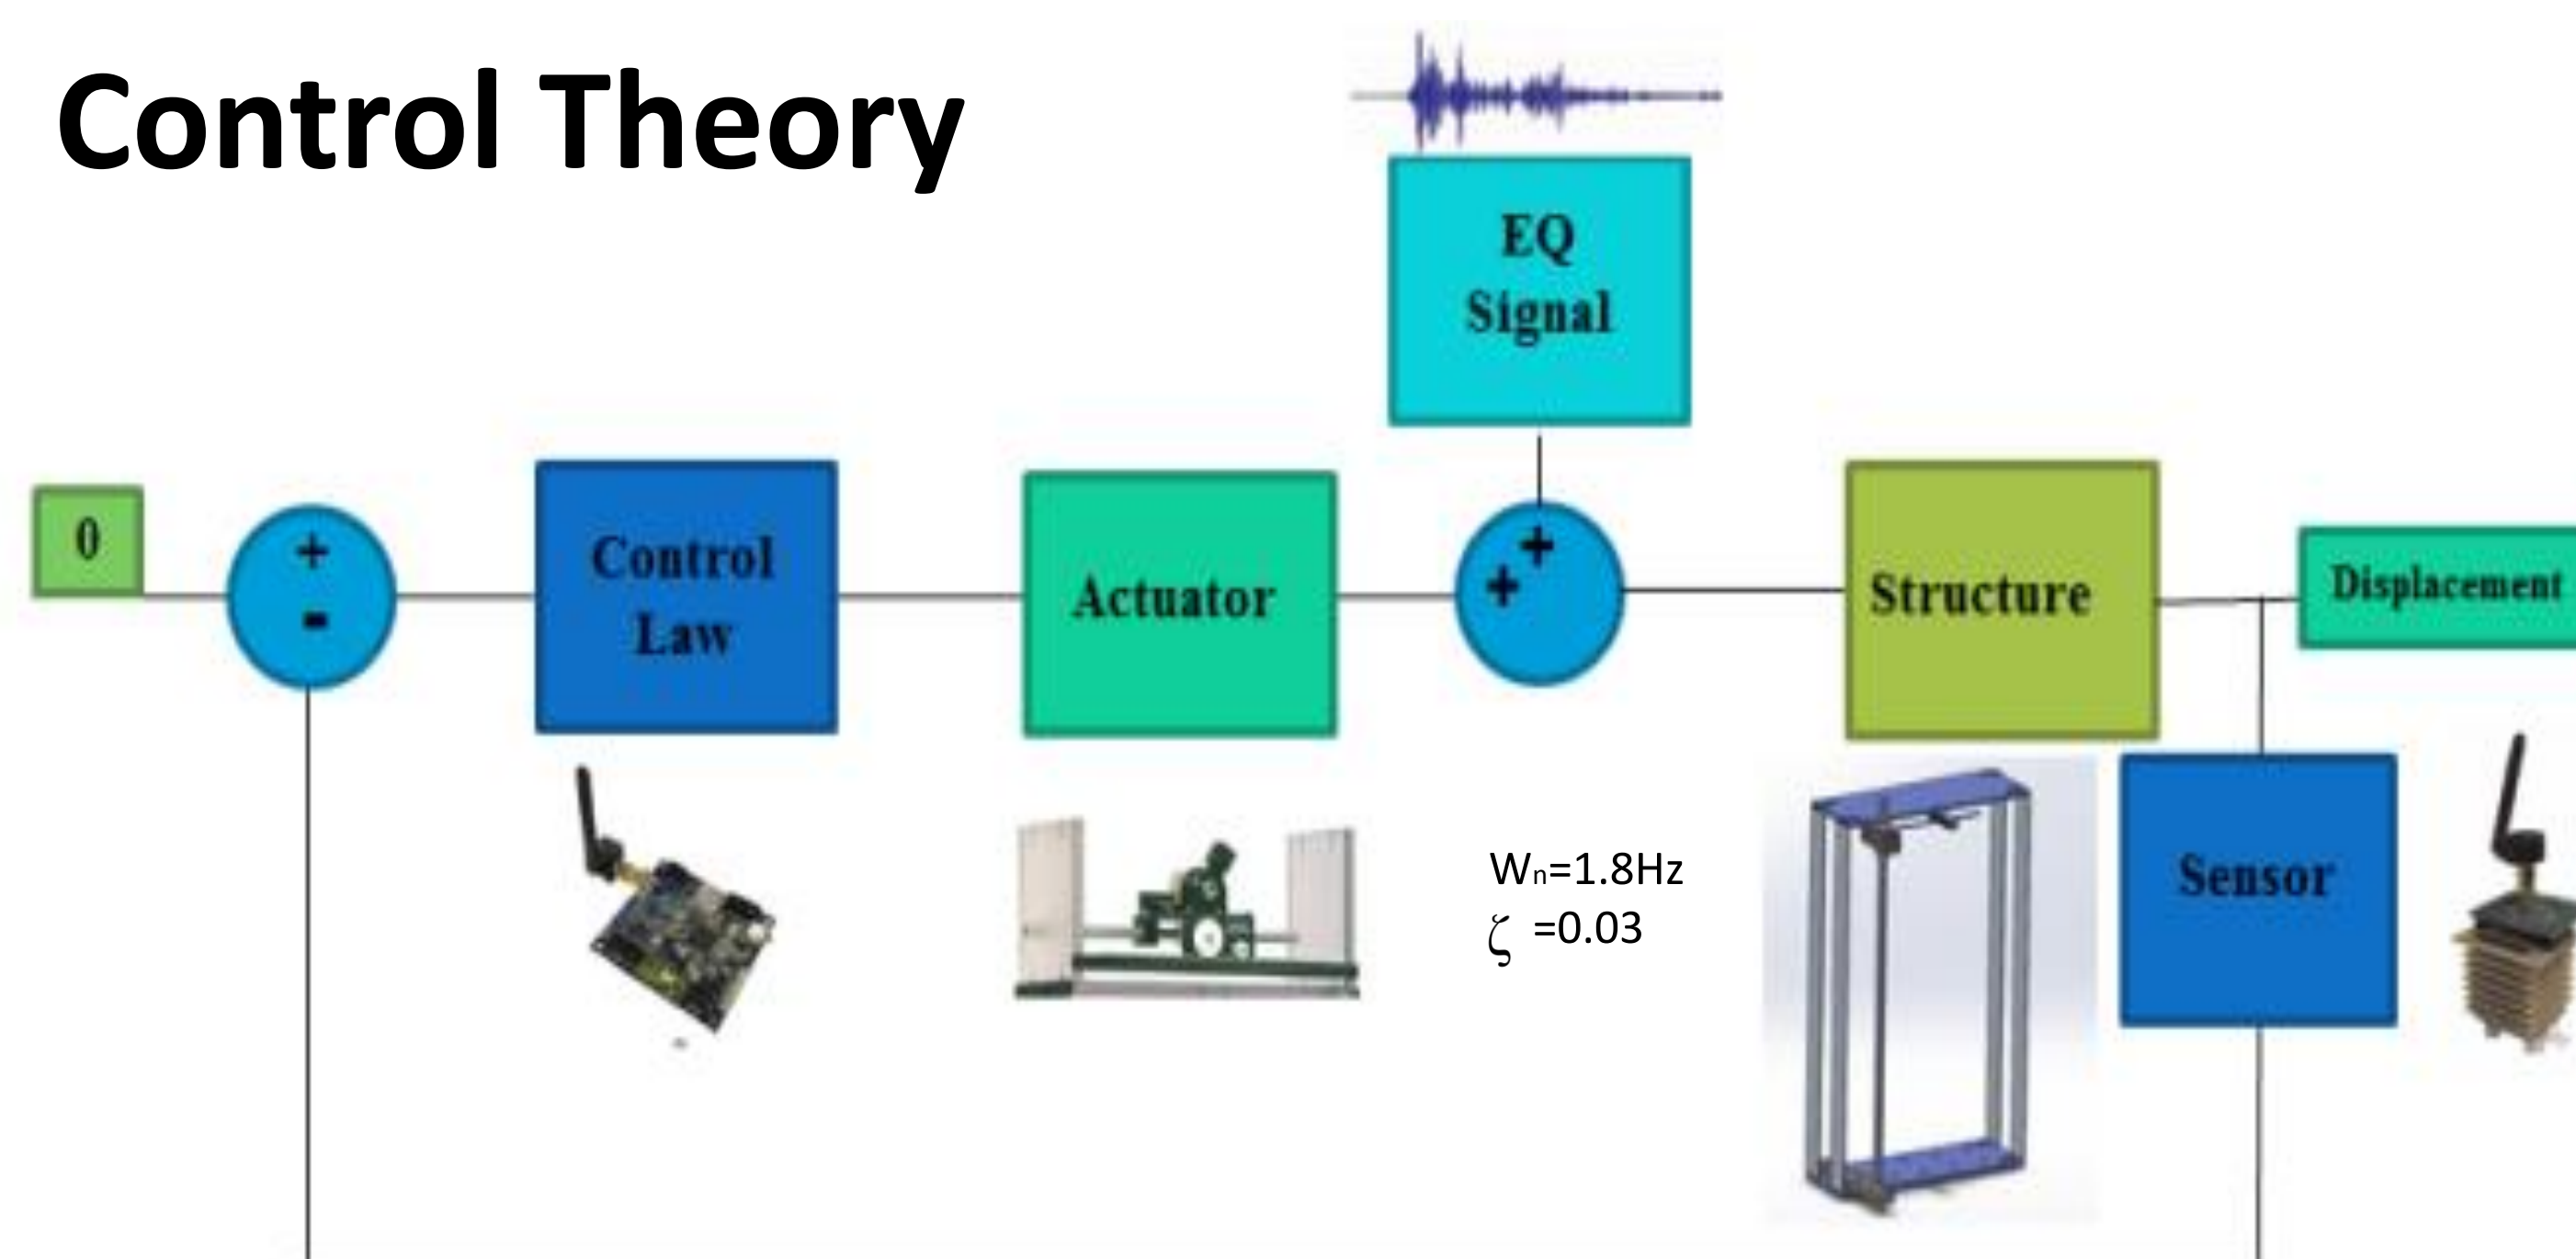 Control Theory
EQ
Signal
0
+
-
Control
Law
Actuator
+
+
Structure
Displacement
Sensor
Wn=1.8Hz
ζ =0.03